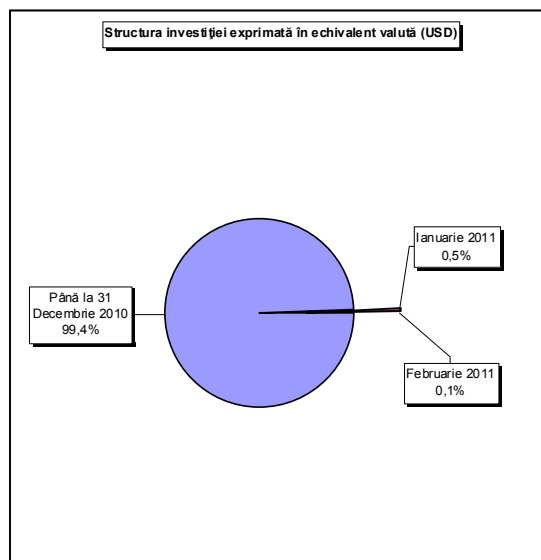 Structura investiţiei exprimată în echivalent valută (USD)
Ianuarie 2011
0,5%
Până la 31
Decembrie 2010
99,4%
Februarie 2011
0,1%